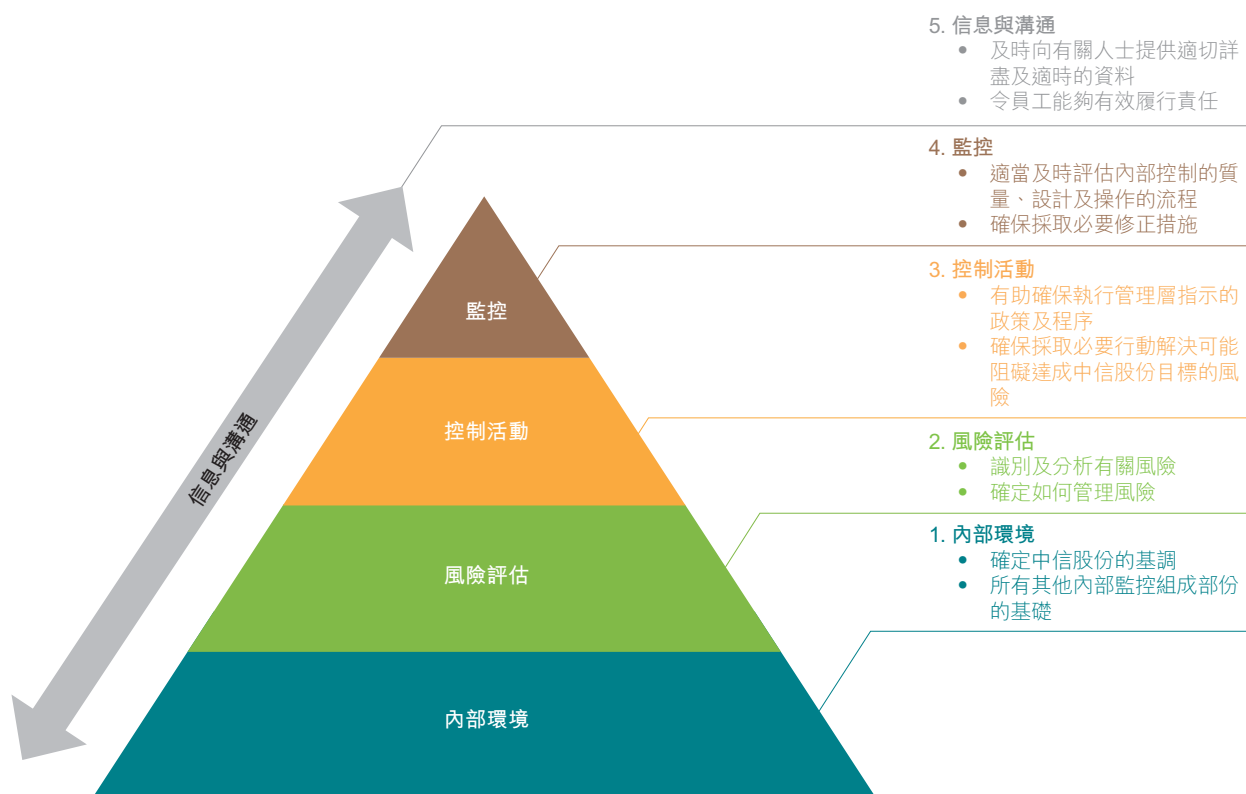 5. 信息與溝通
• 及時向有關人士提供適切詳
盡及適時的資料
• 令員工能夠有效履行責任
4. 監控
• 適當及時評估內部控制的質
量、設計及操作的流程
• 確保採取必要修正措施
3. 控制活動
• 有助確保執行管理層指示的
政策及程序
• 確保採取必要行動解決可能
阻礙達成中信股份目標的風
險
2. 風險評估
• 識別及分析有關風險
• 確定如何管理風險
1. 內部環境
• 確定中信股份的基調
• 所有其他內部監控組成部份
的基礎
信息與溝通
監控
控制活動
風險評估
內部環境